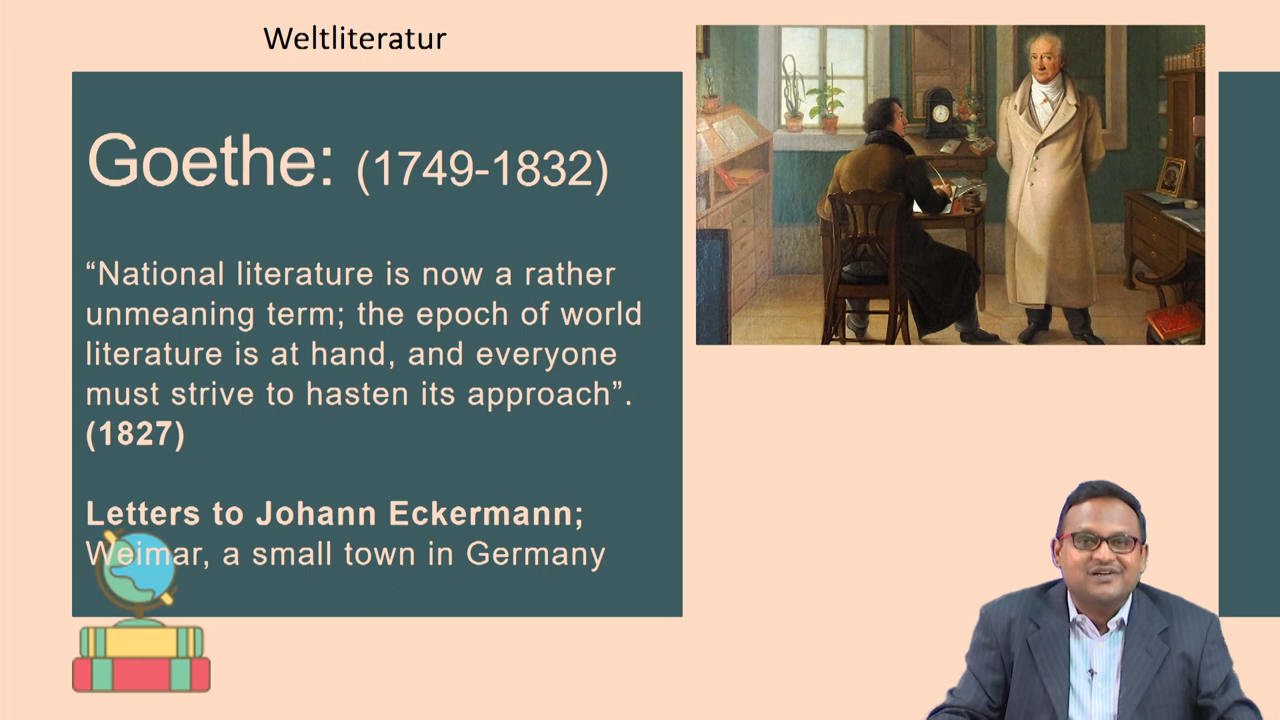 Weltliteratur
Goethe: (1749-1832)
“National literature is now a rather
unmeaning term; the epoch of world
literature is at hand, and everyone
must strive to hasten its approach”.
(1827)
Letters to Johann Eckermann;
Weimar, a small town in Germany